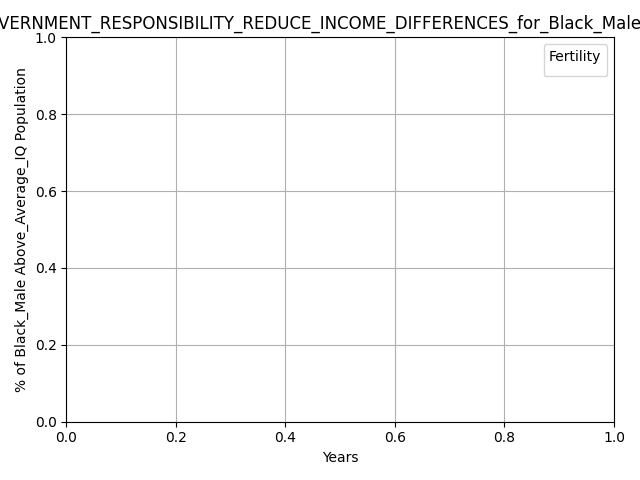 VERNMENT_RESPONSIBILITY_REDUCE_INCOME_DIFFERENCES_for_Black_Male
Fertility
% of Black_Male Above_Average_IQ Population
1.0
0.8
0.6
0.4
0.2
0.0
0.0 0.2 0.4 0.6 0.8 1.0
Years